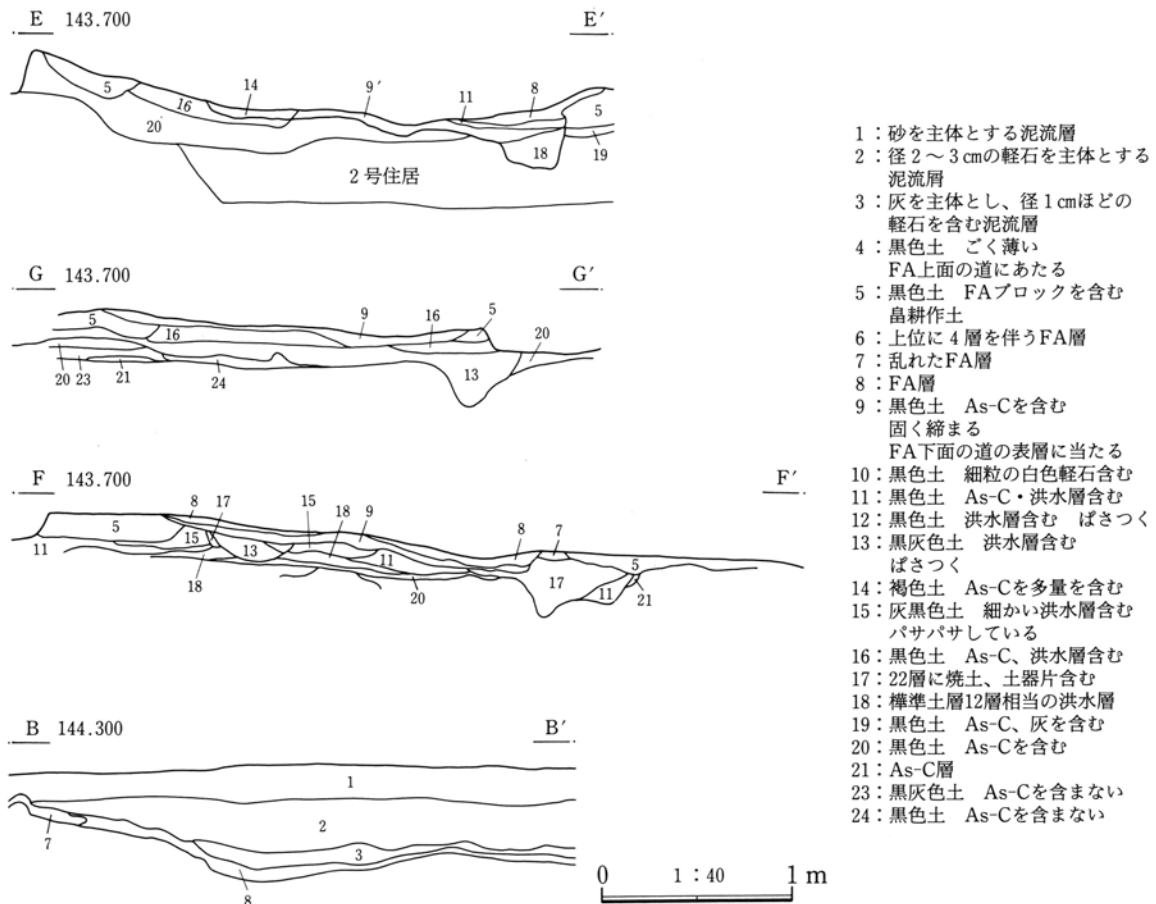 E 143.700 E′
5
16
14
9′
11
8
5
20
18
19
2号住居
G 143.700 G′
5
16
9
16
5
20
20 23 21 24
13
F 143.700 F′
8 17 15 18 9 8 7
5
15
13
11
5
11
18
20
17
11
21
B 144.300 B′
1
2
7
3
8
0 1:40 1m
1:砂を主体とする泥流層
2:径2~3㎝の軽石を主体とする
泥流屑
3:灰を主体とし、径1㎝ほどの
軽石を含む泥流層
4:黒色土 ごく薄い
FA上面の道にあたる
5:黒色土 FAブロックを含む
畠耕作土
6:上位に4層を伴うFA層
7:乱れたFA層
8:FA層
9:黒色土 As-Cを含む
固く締まる
FA下面の道の表層に当たる
10:黒色土 細粒の白色軽石含む
11:黒色土 As-C・洪水層含む
12:黒色土 洪水層含む ぱさつく
13:黒灰色土 洪水層含む
ぱさつく
14:褐色土 As-Cを多量を含む
15:灰黒色土 細かい洪水層含む
パサパサしている
16:黒色土 As-C、洪水層含む
17:22層に焼土、土器片含む
18:樺準土層12層相当の洪水層
19:黒色土 As-C、灰を含む
20:黒色土 As-Cを含む
21:As-C層
23:黒灰色土 As-Cを含まない
24:黒色土 As-Cを含まない